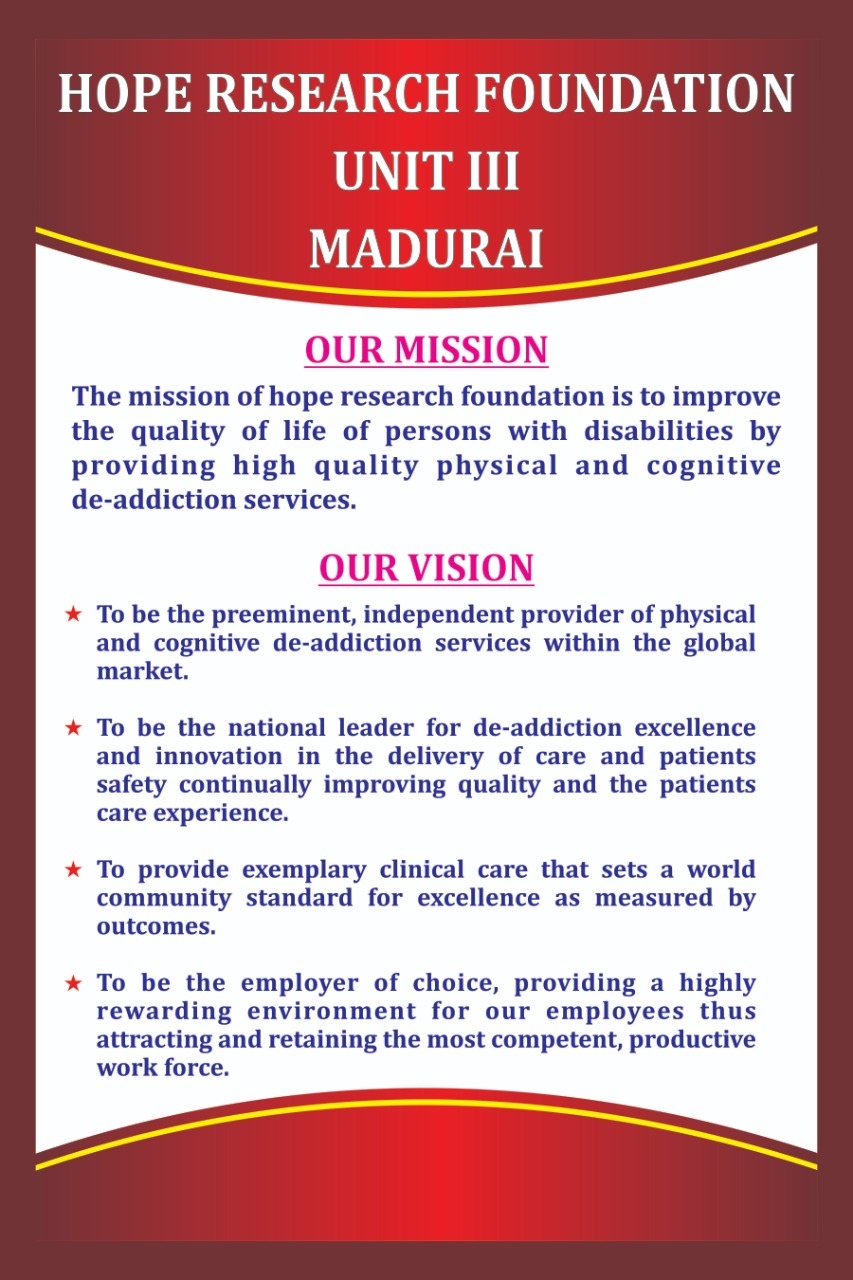 HOPE RESEARCH FOUNDATION
UNIT III
MADURAI
OUR MISSION
The mission of hope research foundation is to improve
the quality of life of persons with disabilities by
providing high quality physical and cognitive
de-addiction services.
OUR VISION
★ To be the preeminent, independent provider of physical
and cognitive de-addiction services within the global
market.
★ To be the national leader for de-addiction excellence
and innovation in the delivery of care and patients
safety continually improving quality and the patients
care experience.
★ To provide exemplary clinical care that sets a world
community standard for excellence as measured by
outcomes.
★ To be the employer of choice, providing a highly
rewarding environment for our employees thus
attracting and retaining the most competent, productive
work force.